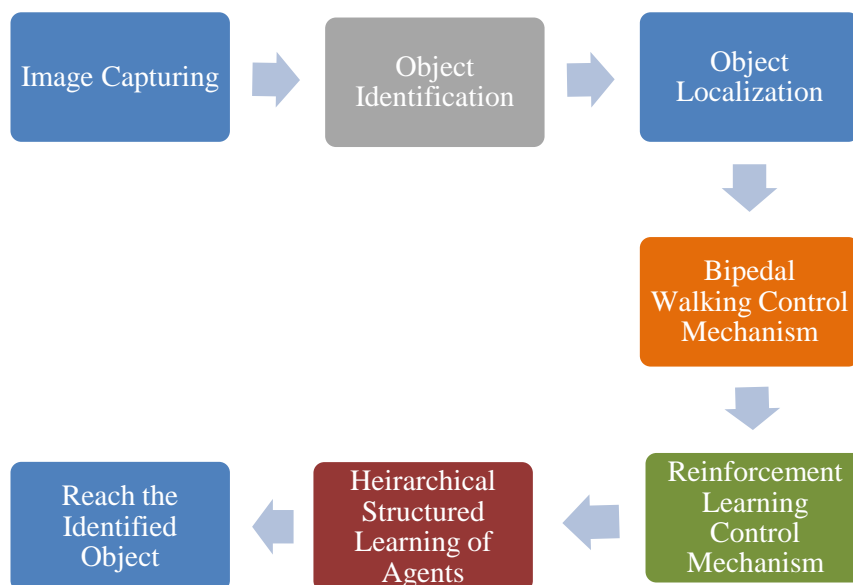 Image Capturing
Object
Identification
Object
Localization
Bipedal
Walking Control
Mechanism
Reinforcement
Learning
Control
Mechanism
Heirarchical
Structured
Learning of
Agents
Reach the
Identified
Object